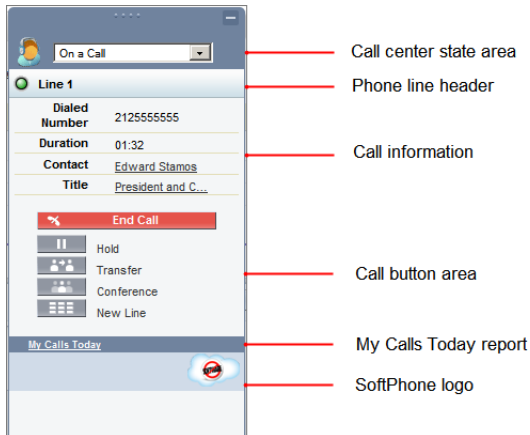 On a Call
Call center state area
Line 1
Phone line header
Dialed Number 2125555555
Duration 01:32
Call information
Contact Edward Stamos
Title President and C...
End Call
Hold
Transfer
Call button area
Conference
New Line
My Calls Today
My Calls Today report
SoftPhone logo